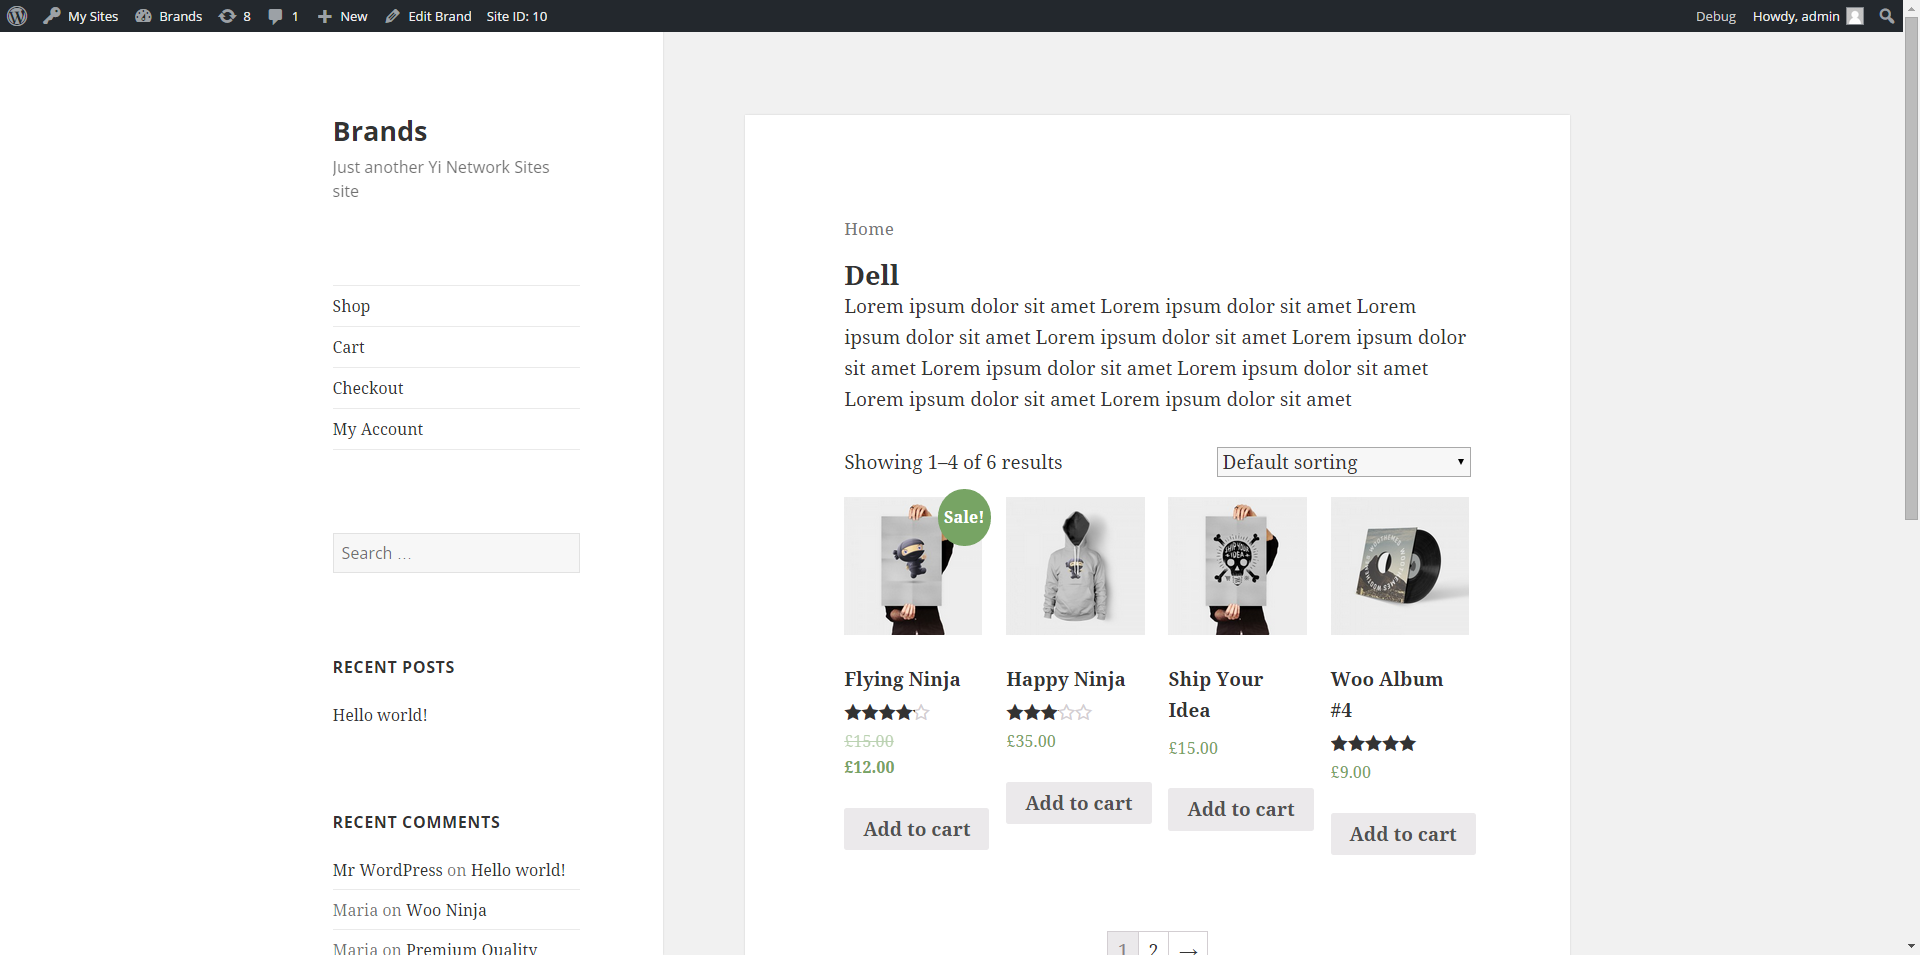 My Sites Brands 8 1 New Edit Brand Site ID: 10 Debug Howdy, admin
Brands
Just another Yi Network Sites
site
Shop
Cart
Checkout
My Account
Search …
RECENT POSTS
Hello world!
RECENT COMMENTS
Mr WordPress on Hello world!
Maria on Woo Ninja
Maria on Premium Quality
Home
Dell
Lorem ipsum dolor sit amet Lorem ipsum dolor sit amet Lorem
ipsum dolor sit amet Lorem ipsum dolor sit amet Lorem ipsum dolor
sit amet Lorem ipsum dolor sit amet Lorem ipsum dolor sit amet
Lorem ipsum dolor sit amet Lorem ipsum dolor sit amet
Showing 1–4 of 6 results
Default sorting
Sale!
SHIP YOUR
IDEA
WOOTHEMES WOOTHEMES
Flying Ninja
£15.00
£12.00
Add to cart
Happy Ninja
£35.00
Add to cart
Ship Your
Idea
£15.00
Add to cart
Woo Album
#4
£9.00
Add to cart
1 2 →